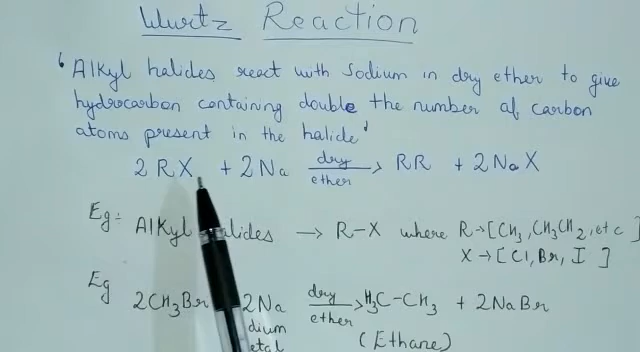 Wurtz Reaction
'Alkyl halides react with Sodium in dry ether to give
hydrocarbon containing double the number of carbon
atoms present in the halide'
2 RX + 2 Na dry ether → RR + 2 NaX
Eg:- Alkyl → R-X where R→[CH3, CH3CH2, etc]
X→[Cl, Br, I]
Eg
2CH3Br 2Na dry ether → H3C-CH3 + 2NaBr
(Ethane)